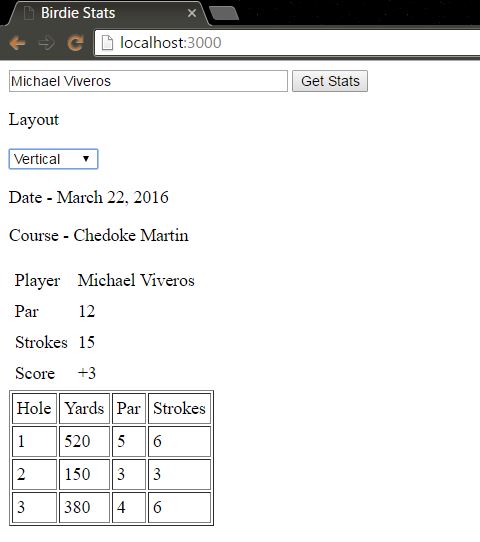 Birdie Stats
localhost:3000
Michael Viveros Get Stats
Layout
Vertical
Date - March 22, 2016
Course - Chedoke Martin
Player Michael Viveros
Par 12
Strokes 15
Score +3
Hole Yards Par Strokes
1 520 5 6
2 150 3 3
3 380 4 6